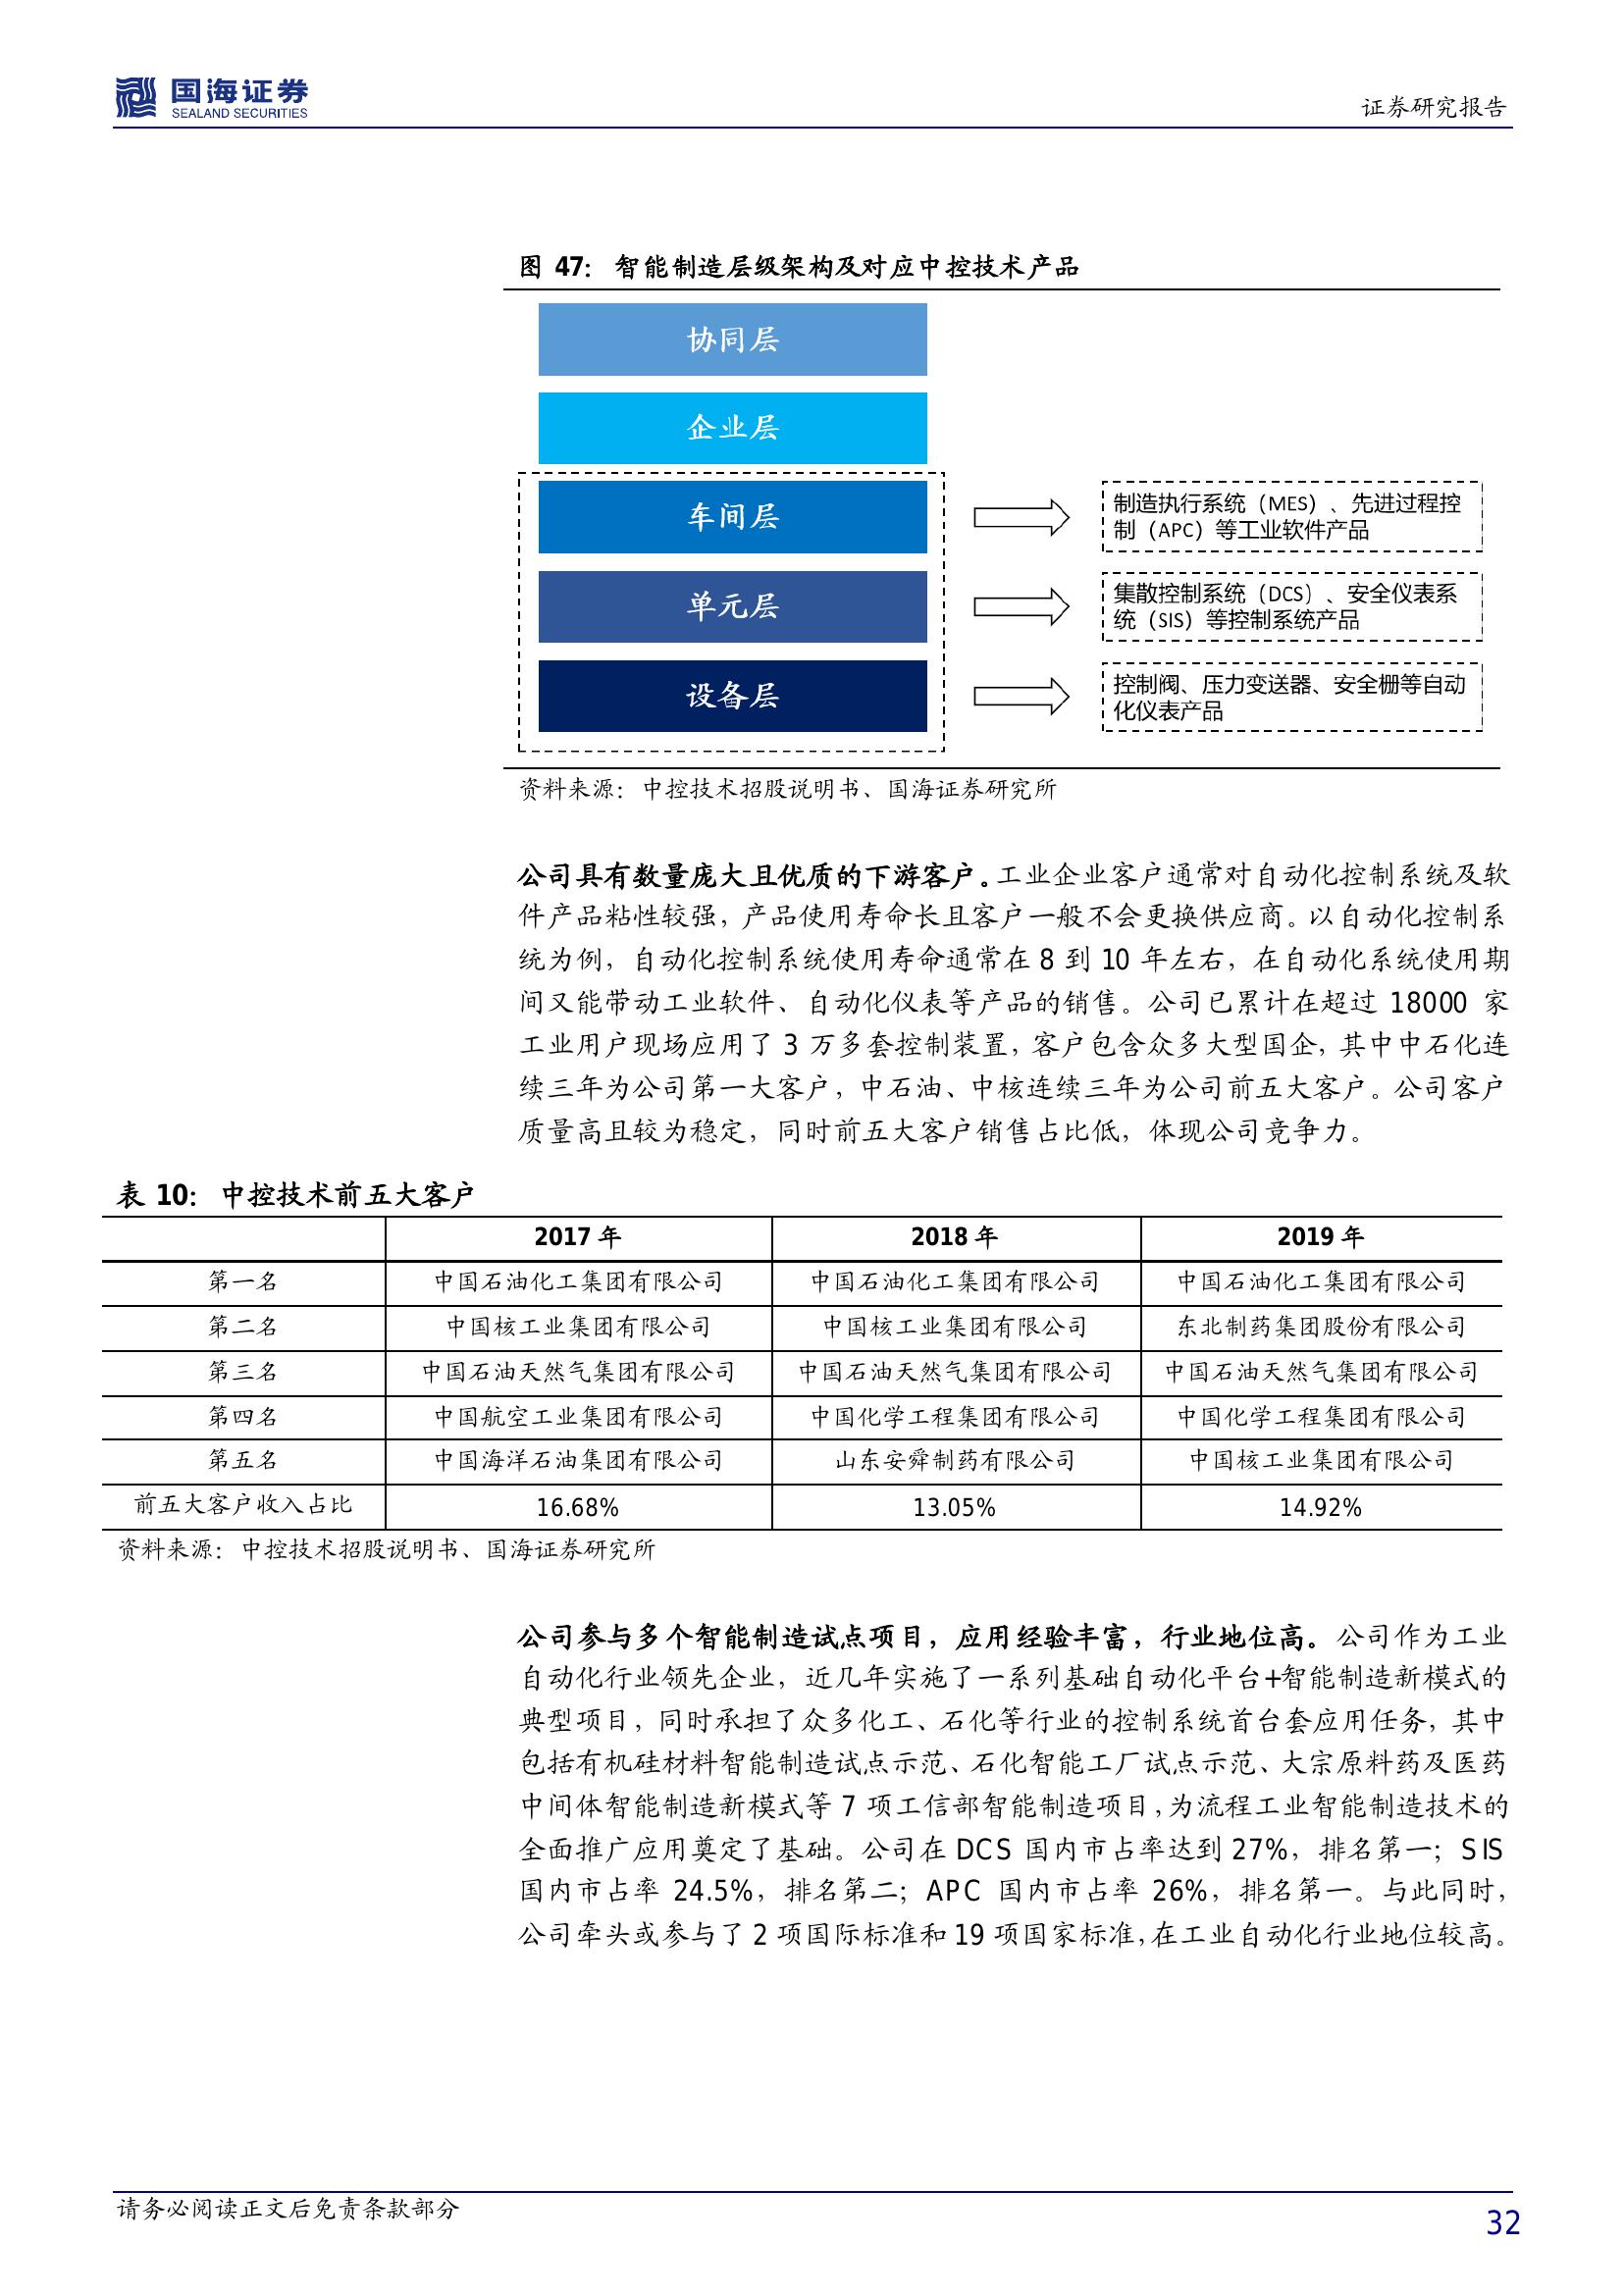 国海证券
SEALAND SECURITIES
证券研究报告
图 47： 智能制造层级架构及对应中控技术产品
协同层
企业层
车间层
制造执行系统（MES）、先进过程控
制（APC）等工业软件产品
单元层
集散控制系统（DCS）、安全仪表系
统（SIS）等控制系统产品
设备层
控制阀、压力变送器、安全栅等自动
化仪表产品
资料来源：中控技术招股说明书、国海证券研究所
公司具有数量庞大且优质的下游客户。工业企业客户通常对自动化控制系统及软
件产品粘性较强，产品使用寿命长且客户一般不会更换供应商。以自动化控制系
统为例，自动化控制系统使用寿命通常在 8 到 10 年左右，在自动化系统使用期
间又能带动工业软件、自动化仪表等产品的销售。公司已累计在超过 18000 家
工业用户现场应用了 3 万多套控制装置，客户包含众多大型国企，其中中石化连
续三年为公司第一大客户，中石油、中核连续三年为公司前五大客户。公司客户
质量高且较为稳定，同时前五大客户销售占比低，体现公司竞争力。
表 10： 中控技术前五大客户
2017 年 2018 年 2019 年
第一名 中国石油化工集团有限公司 中国石油化工集团有限公司 中国石油化工集团有限公司
第二名 中国核工业集团有限公司 中国核工业集团有限公司 东北制药集团股份有限公司
第三名 中国石油天然气集团有限公司 中国石油天然气集团有限公司 中国石油天然气集团有限公司
第四名 中国航空工业集团有限公司 中国化学工程集团有限公司 中国化学工程集团有限公司
第五名 中国海洋石油集团有限公司 山东安舜制药有限公司 中国核工业集团有限公司
前五大客户收入占比 16.68% 13.05% 14.92%
资料来源：中控技术招股说明书、国海证券研究所
公司参与多个智能制造试点项目，应用经验丰富，行业地位高。公司作为工业
自动化行业领先企业，近几年实施了一系列基础自动化平台+智能制造新模式的
典型项目，同时承担了众多化工、石化等行业的控制系统首台套应用任务，其中
包括有机硅材料智能制造试点示范、石化智能工厂试点示范、大宗原料药及医药
中间体智能制造新模式等 7 项工信部智能制造项目，为流程工业智能制造技术的
全面推广应用奠定了基础。公司在 DCS 国内市占率达到 27%，排名第一；SIS
国内市占率 24.5%，排名第二；APC 国内市占率 26%，排名第一。与此同时，
公司牵头或参与了 2 项国际标准和 19 项国家标准，在工业自动化行业地位较高。
请务必阅读正文后免责条款部分
32